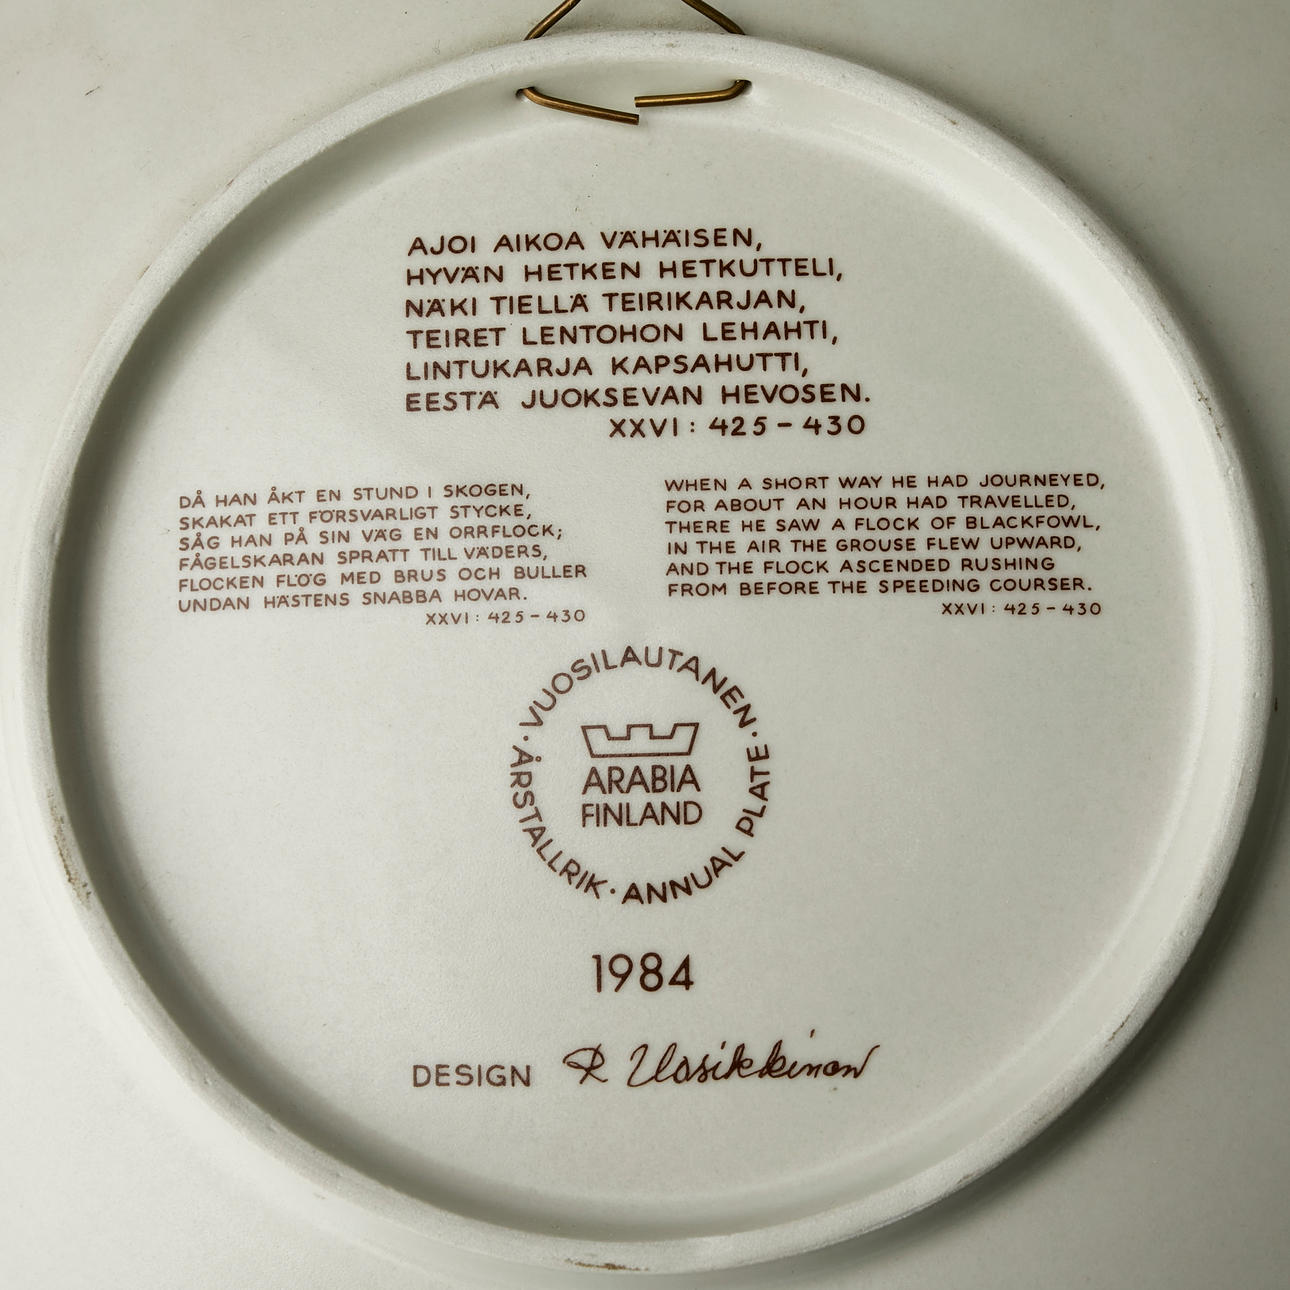 AJOI AIKOA VÄHÄISEN,
HYVÄN HETKEN HETKUTTELI,
NÄKI TIELLÄ TEIRIKARJAN,
TEIRET LENTOHON LEHAHTI,
LINTUKARJA KAPSAHUTTI,
EESTÄ JUOKSEVAN HEVOSEN.
XXVI: 425-430
DÅ HAN ÅKT EN STUND I SKOGEN,
SKAKAT ETT FÖRSVARLIGT STYCKE,
SÅG HAN PÅ SIN VÄG EN ORRFLOCK;
FÅGELSKARAN SPRATT TILL VÄDERS,
FLOCKEN FLÖG MED BRUS OCH BULLER
UNDAN HÄSTENS SNABBA HOVAR.
XXVI: 425-430
WHEN A SHORT WAY HE HAD JOURNEYED,
FOR ABOUT AN HOUR HAD TRAVELLED,
THERE HE SAW A FLOCK OF BLACKFOWL,
IN THE AIR THE GROUSE FLEW UPWARD,
AND THE FLOCK ASCENDED RUSHING
FROM BEFORE THE SPEEDING COURSER.
XXVI: 425-430
· VUOSILAUTANEN · ANNUAL PLATE · ÅRSTALLRIK
ARABIA
FINLAND
1984
DESIGN R Uosikkinen